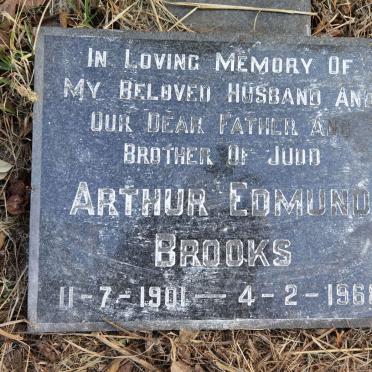 In Loving Memory Of
My Beloved Husband And
Our Dear Father And
Brother Of Judd
Arthur Edmund
Brooks
11-7-1901 — 4-2-1968